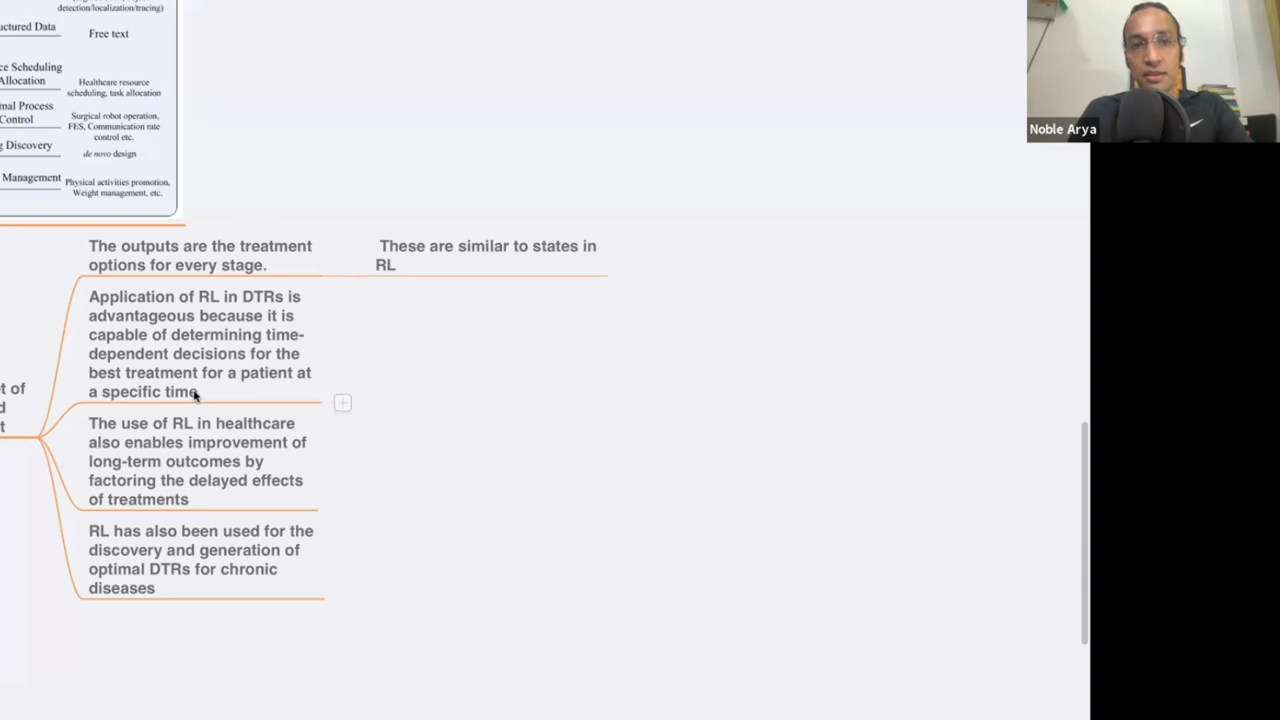 detection/localization/tracing)
uctured Data
Free text
ce Scheduling
Allocation
Healthcare resource
scheduling, task allocation
mal Process
Control
Surgical robot operation,
FES, Communication rate
control etc.
g Discovery
de novo design
Management
Physical activities promotion,
Weight management, etc.
Noble Arya
The outputs are the treatment
options for every stage.
These are similar to states in
RL
Application of RL in DTRs is
advantageous because it is
capable of determining time-
dependent decisions for the
best treatment for a patient at
a specific time
t of
d
t
The use of RL in healthcare
also enables improvement of
long-term outcomes by
factoring the delayed effects
of treatments
RL has also been used for the
discovery and generation of
optimal DTRs for chronic
diseases